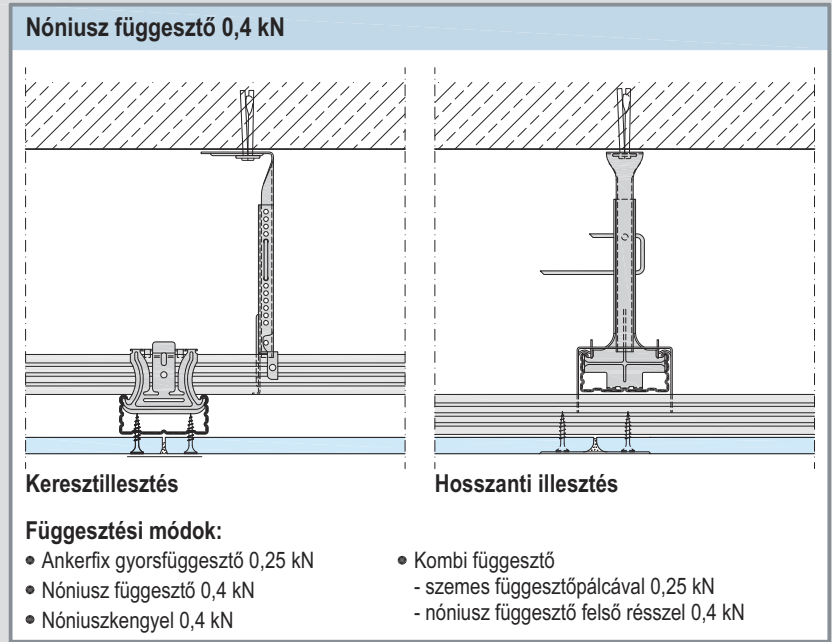 Nóniusz függesztő 0,4 kN
Keresztillesztés
Hosszanti illesztés
Függesztési módok:
• Ankerfix gyorsfüggesztő 0,25 kN
• Nóniusz függesztő 0,4 kN
• Nóniuszkengyel 0,4 kN
• Kombi függesztő
- szemes függesztőpálcával 0,25 kN
- nóniusz függesztő felső résszel 0,4 kN